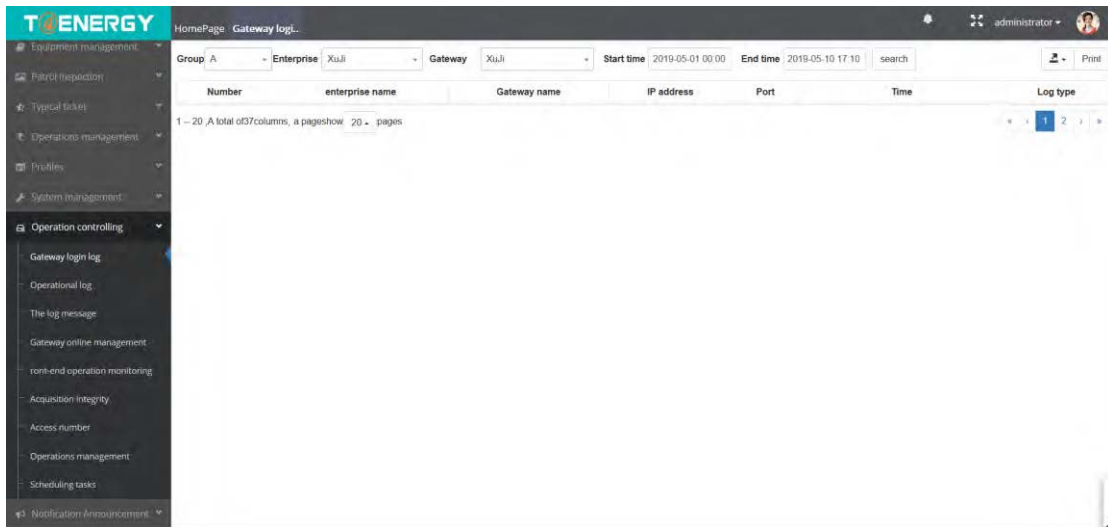 T@ENERGY
HomePage Gateway logi..
administrator
Equipment management
Patrol inspection
Typical ticket
Operations management
Profiles
System management
Operation controlling
Gateway login log
Operational log
The log message
Gateway online management
ront-end operation monitoring
Acquisition integrity
Access number
Operations management
Scheduling tasks
Notification Announcement
Group A Enterprise XuJi Gateway XuJi Start time 2019-05-01 00:00 End time 2019-05-10 17:10 search Print
Number enterprise name Gateway name IP address Port Time Log type
1 – 20 ,A total of37columns, a pageshow 20 pages
« ‹ 1 2 › »